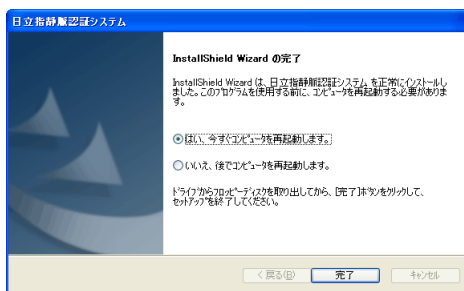 日立指静脈認証システム
InstallShield Wizard の完了
InstallShield Wizard は、日立指静脈認証システム を正常にインストールし
ました。このプログラムを使用する前に、コンピュータを再起動する必要がありま
す。
はい、今すぐコンピュータを再起動します。
いいえ、後でコンピュータを再起動します。
ドライブからフロッピーディスクを取り出してから、[完了]ボタンをクリックして、
セットアップを終了してください。
< 戻る(B)
完了
キャンセル